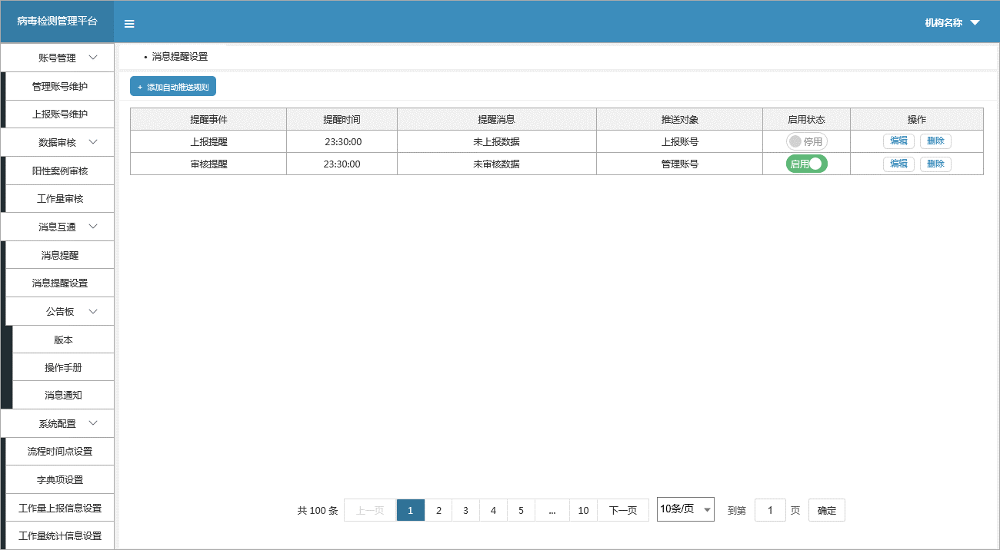 病毒检测管理平台
机构名称
账号管理
管理账号维护
上报账号维护
数据审核
阳性案例审核
工作量审核
消息互通
消息提醒
消息提醒设置
公告板
版本
操作手册
消息通知
系统配置
流程时间点设置
字典项设置
工作量上报信息设置
工作量统计信息设置
• 消息提醒设置
+ 添加自动推送规则
提醒事件 提醒时间 提醒消息 推送对象 启用状态 操作
上报提醒 23:30:00 未上报数据 上报账号 停用 编辑 删除
审核提醒 23:30:00 未审核数据 管理账号 启用 编辑 删除
共 100 条 上一页 1 2 3 4 5 ... 10 下一页 10条/页 到第 1 页 确定